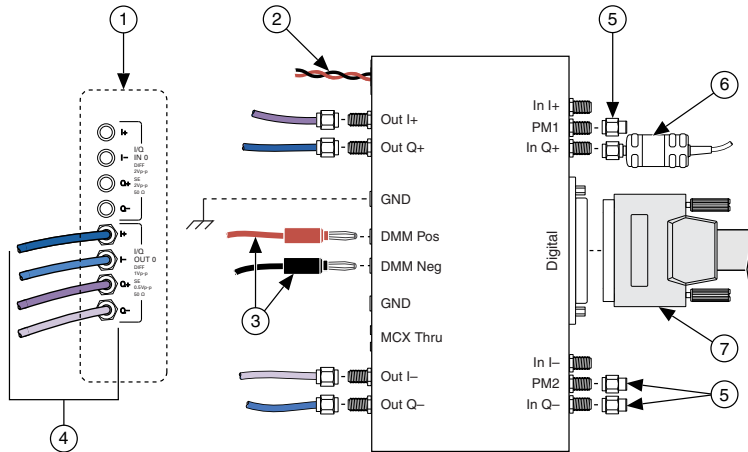 1
2
5
6
I+
I–
Q+
Q–
I/Q
IN 0
DIFF
2Vp-p
SE
2Vp-p
50 Ω
I+
I–
Q+
Q–
I/Q
OUT 0
DIFF
1Vp-p
SE
0.5Vp-p
50 Ω
4
3
Out I+
Out Q+
GND
DMM Pos
DMM Neg
GND
MCX Thru
Out I–
Out Q–
In I+
PM1
In Q+
Digital
In I–
PM2
In Q–
7
5